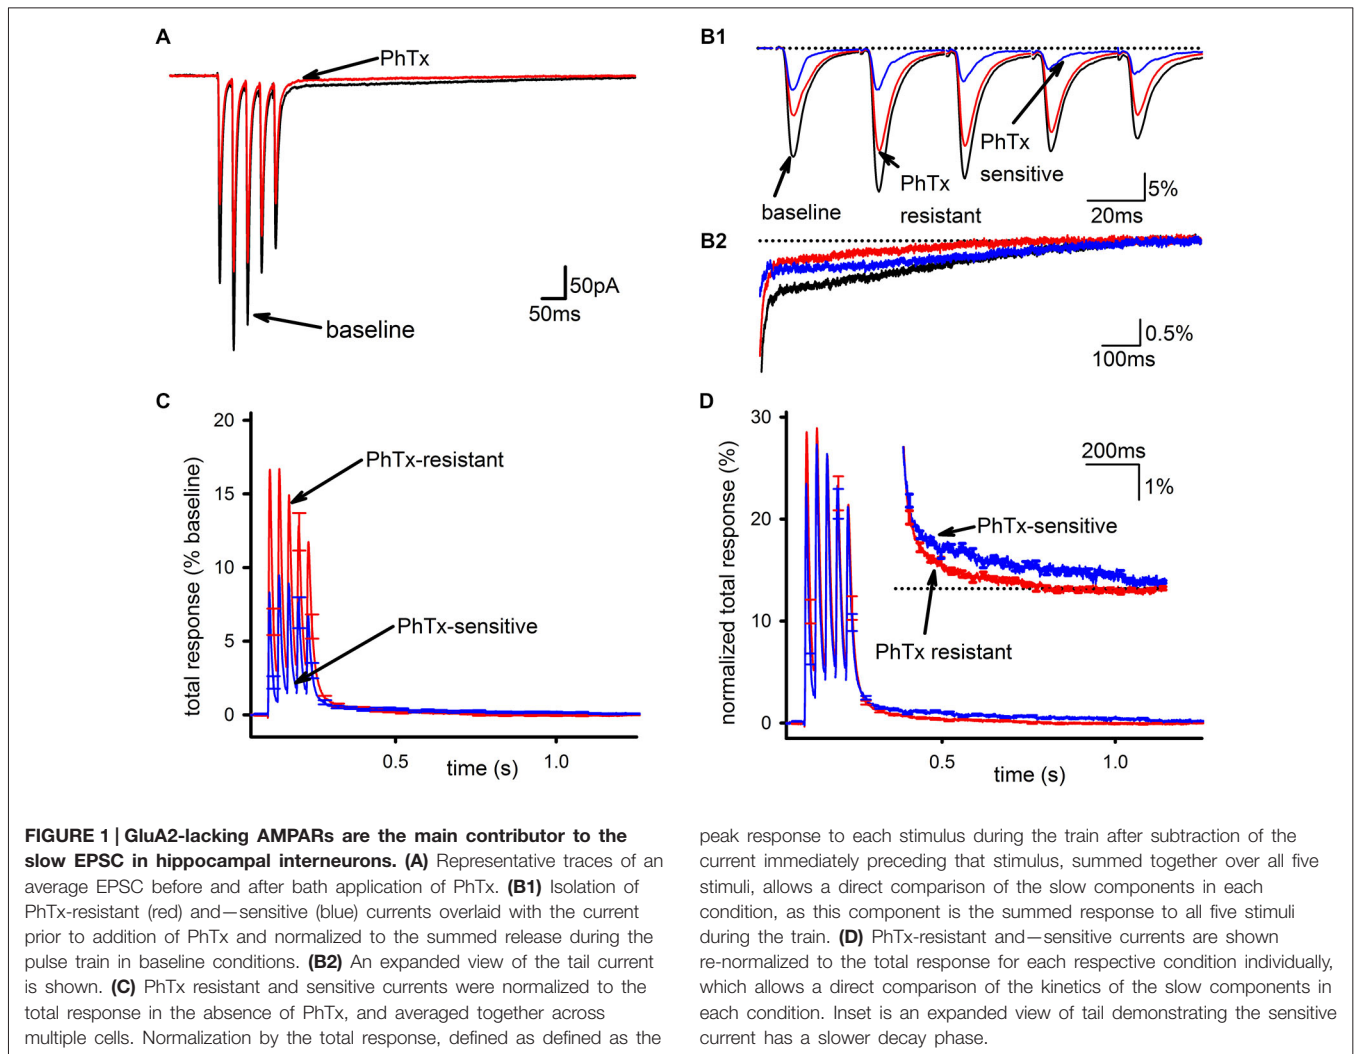 A
PhTx
baseline
50pA
50ms
B1
PhTx
sensitive
PhTx
resistant
baseline
5%
20ms
B2
0.5%
100ms
C
total response (% baseline)
20
15
10
5
0
PhTx-resistant
PhTx-sensitive
0.5
1.0
time (s)
D
normalized total response (%)
30
20
10
0
200ms
1%
PhTx-sensitive
PhTx resistant
0.5
1.0
time (s)
FIGURE 1 | GluA2-lacking AMPARs are the main contributor to the
slow EPSC in hippocampal interneurons. (A) Representative traces of an
average EPSC before and after bath application of PhTx. (B1) Isolation of
PhTx-resistant (red) and—sensitive (blue) currents overlaid with the current
prior to addition of PhTx and normalized to the summed release during the
pulse train in baseline conditions. (B2) An expanded view of the tail current
is shown. (C) PhTx resistant and sensitive currents were normalized to the
total response in the absence of PhTx, and averaged together across
multiple cells. Normalization by the total response, defined as defined as the
peak response to each stimulus during the train after subtraction of the
current immediately preceding that stimulus, summed together over all five
stimuli, allows a direct comparison of the slow components in each
condition, as this component is the summed response to all five stimuli
during the train. (D) PhTx-resistant and—sensitive currents are shown
re-normalized to the total response for each respective condition individually,
which allows a direct comparison of the kinetics of the slow components in
each condition. Inset is an expanded view of tail demonstrating the sensitive
current has a slower decay phase.